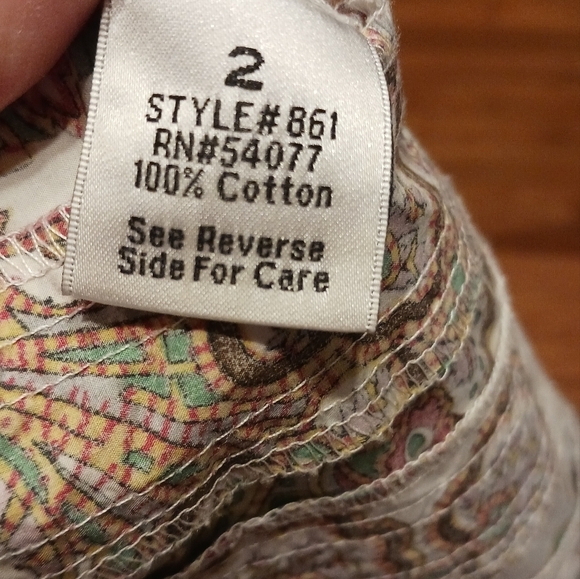 2
STYLE# 861
RN#54077
100% Cotton
See Reverse
Side For Care